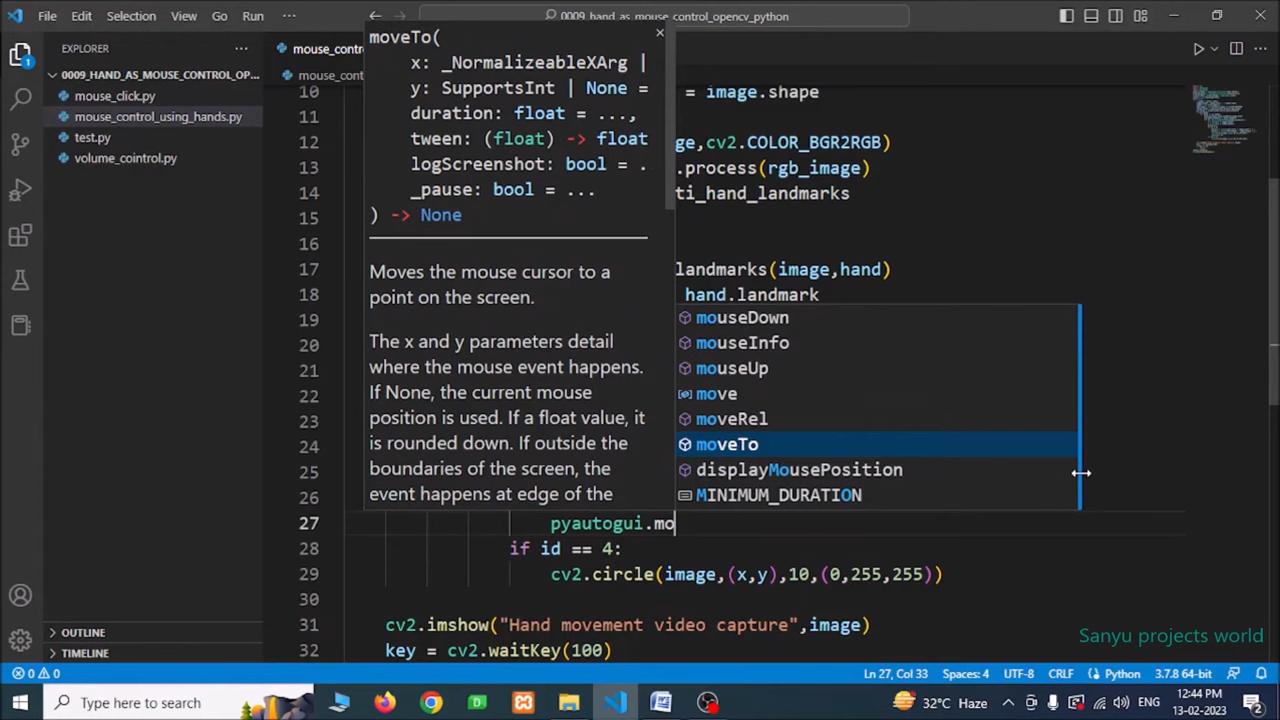 File Edit Selection View Go Run ··· 0009_hand_as_mouse_control_opencv_python
EXPLORER ···
0009_HAND_AS_MOUSE_CONTROL_OP...
mouse_click.py
mouse_control_using_hands.py
test.py
volume_cointrol.py
OUTLINE
TIMELINE
mouse_contr
mouse_cont
moveTo(
x: _NormalizeableXArg |
y: SupportsInt | None =
duration: float = ...,
tween: (float) -> float
logScreenshot: bool = .
_pause: bool = ...
) -> None
Moves the mouse cursor to a
point on the screen.
The x and y parameters detail
where the mouse event happens.
If None, the current mouse
position is used. If a float value, it
is rounded down. If outside the
boundaries of the screen, the
event happens at edge of the
10 = image.shape
11
12 ge,cv2.COLOR_BGR2RGB)
13 .process(rgb_image)
14 ti_hand_landmarks
15
16
17 landmarks(image,hand)
18 hand.landmark
19
20
21
22
23
24
25
26
mouseDown
mouseInfo
mouseUp
move
moveRel
moveTo
displayMousePosition
MINIMUM_DURATION
27 pyautogui.mo
28 if id == 4:
29 cv2.circle(image,(x,y),10,(0,255,255))
30
31 cv2.imshow("Hand movement video capture",image)
32 key = cv2.waitKey(100)
Sanyu projects world
0 0 Ln 27, Col 33 Spaces: 4 UTF-8 CRLF Python 3.7.8 64-bit
Type here to search 32°C Haze 12:44 PM
13-02-2023 2